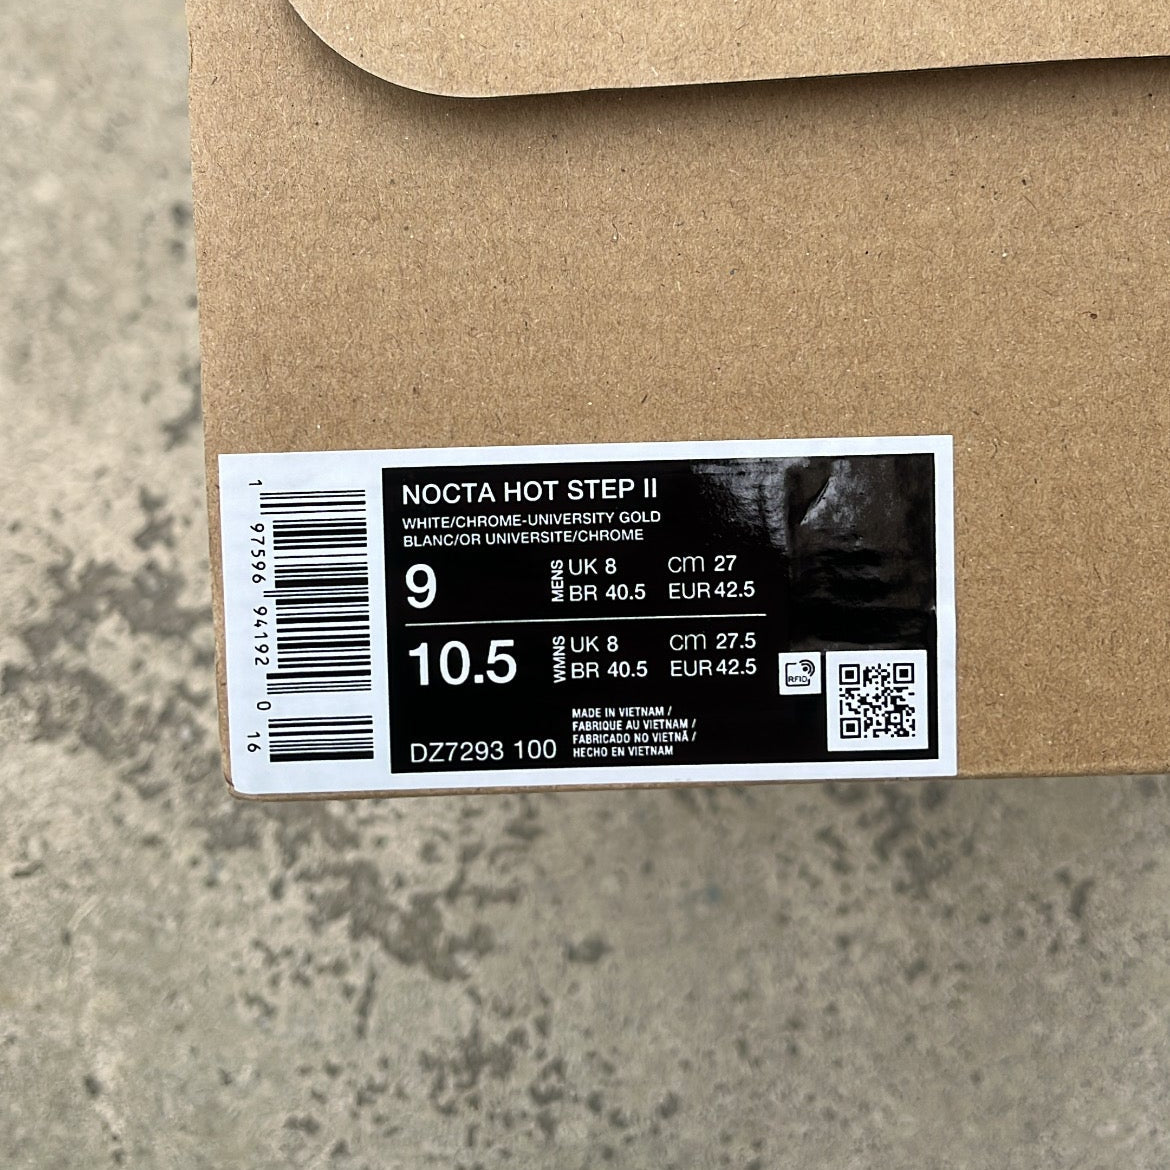 1 97596 94192 0 16
NOCTA HOT STEP II
WHITE/CHROME-UNIVERSITY GOLD
BLANC/OR UNIVERSITE/CHROME
9 MENS UK 8 CM 27
BR 40.5 EUR 42.5
10.5 WMNS UK 8 CM 27.5
BR 40.5 EUR 42.5
RFID
MADE IN VIETNAM /
FABRIQUE AU VIETNAM /
FABRICADO NO VIETNÃ /
HECHO EN VIETNAM
DZ7293 100